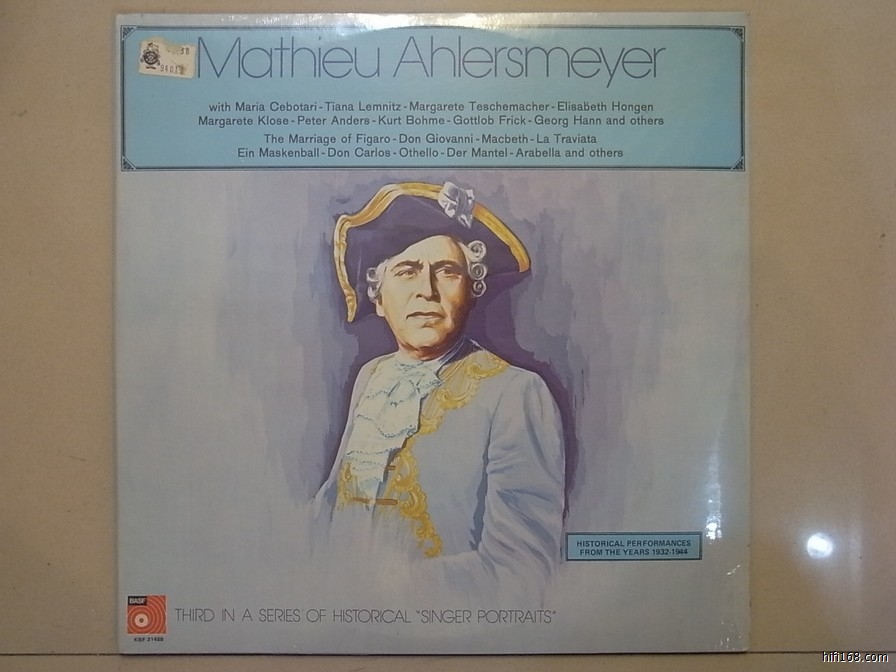 Mathieu Ahlersmeyer
with Maria Cebotari - Tiana Lemnitz - Margarete Teschemacher - Elisabeth Hongen
Margarete Klose - Peter Anders - Kurt Bohme - Gottlob Frick - Georg Hann and others
The Marriage of Figaro - Don Giovanni - Macbeth - La Traviata
Ein Maskenball - Don Carlos - Othello - Der Mantel - Arabella and others
HISTORICAL PERFORMANCES
FROM THE YEARS 1932-1944
BASF
THIRD IN A SERIES OF HISTORICAL "SINGER PORTRAITS"
hifi168.com